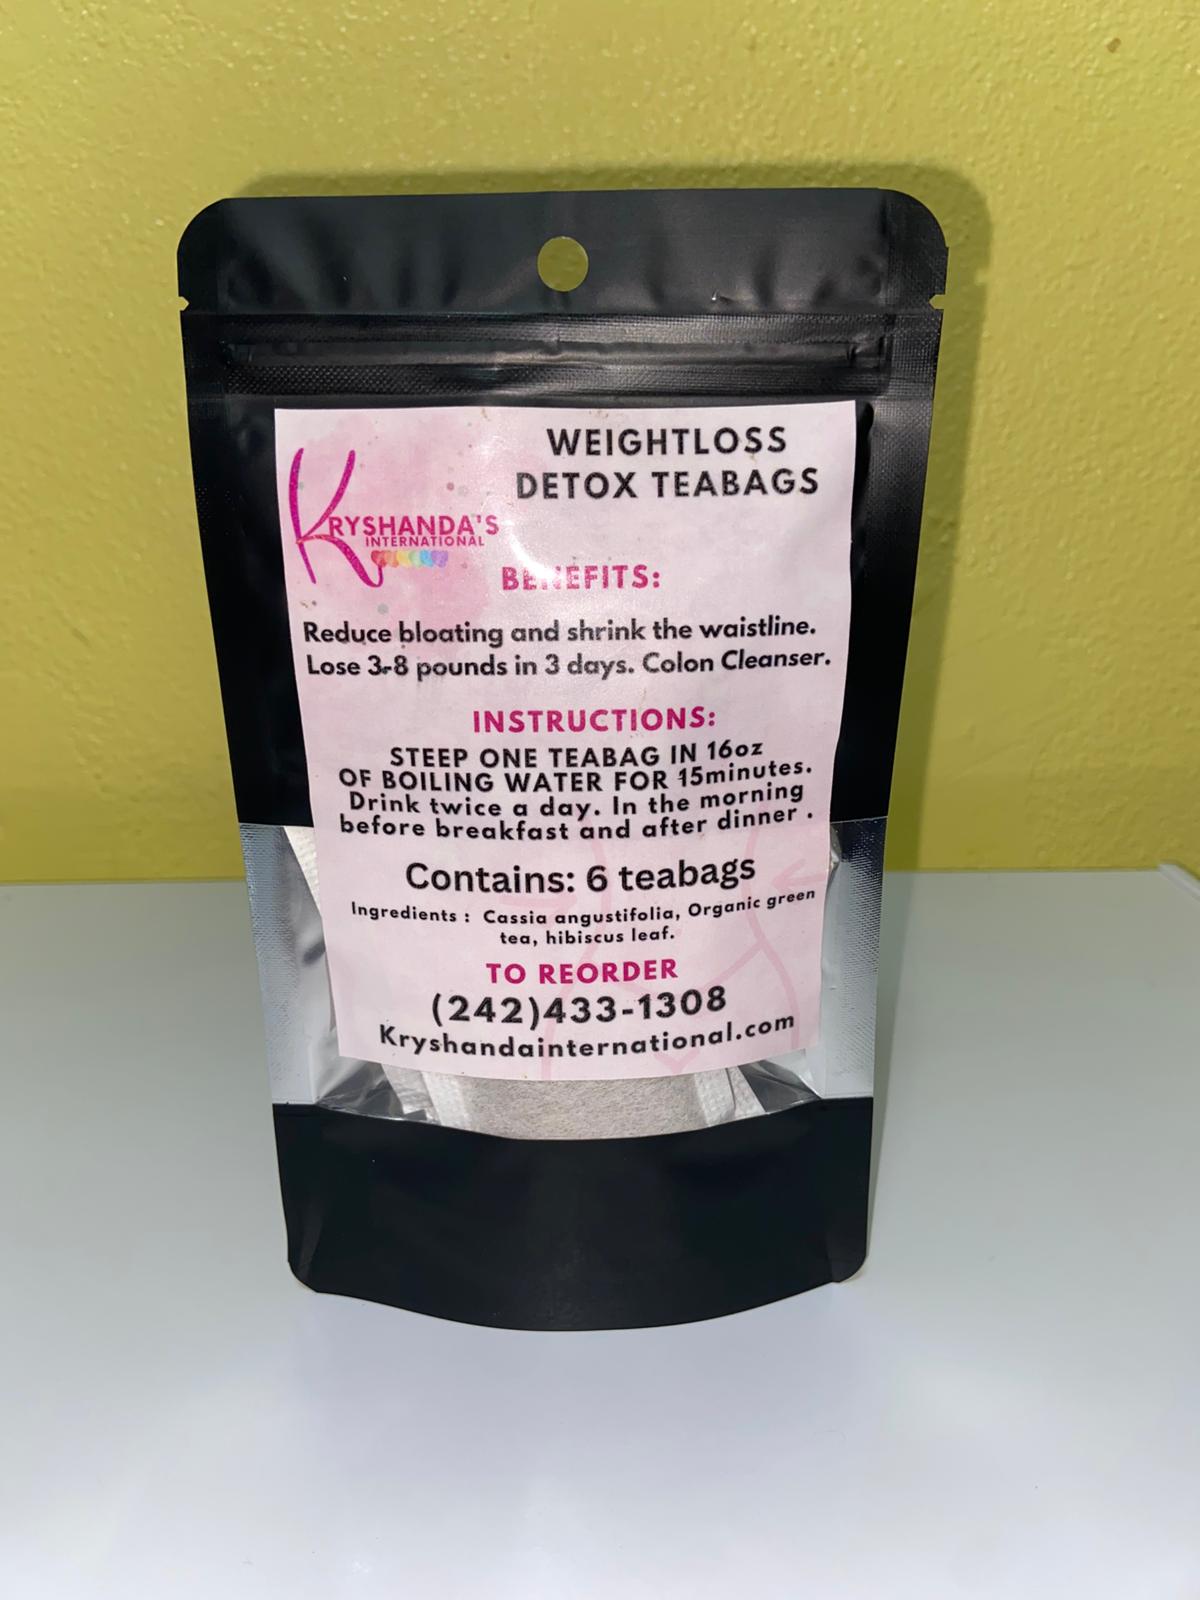 WEIGHTLOSS
DETOX TEABAGS
KRYSHANDA'S
INTERNATIONAL
BENEFITS:
Reduce bloating and shrink the waistline.
Lose 3-8 pounds in 3 days. Colon Cleanser.
INSTRUCTIONS:
STEEP ONE TEABAG IN 16oz
OF BOILING WATER FOR 15minutes.
Drink twice a day. In the morning
before breakfast and after dinner .
Contains: 6 teabags
Ingredients : Cassia angustifolia, Organic green
tea, hibiscus leaf.
TO REORDER
(242)433-1308
Kryshandainternational.com